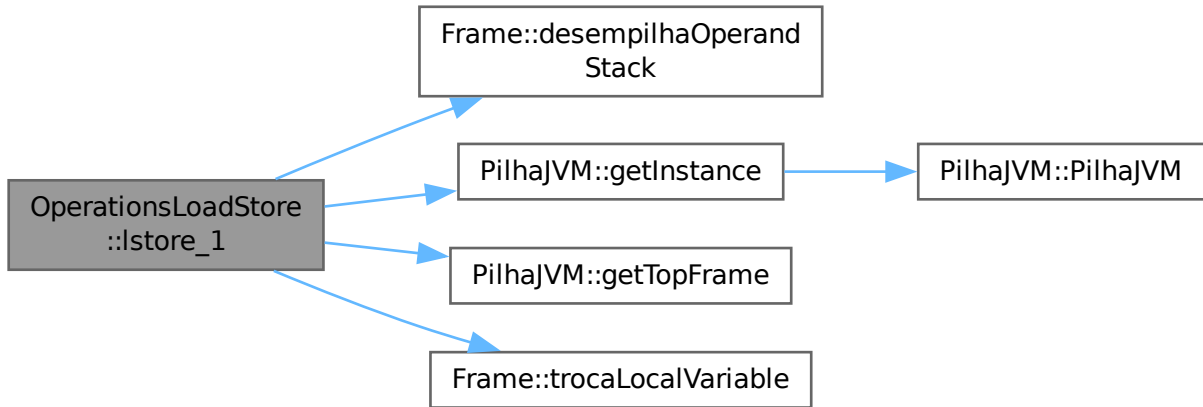 Frame::desempilhaOperand
Stack
OperationsLoadStore
::lstore_1
PilhaJVM::getInstance
PilhaJVM::PilhaJVM
PilhaJVM::getTopFrame
Frame::trocaLocalVariable